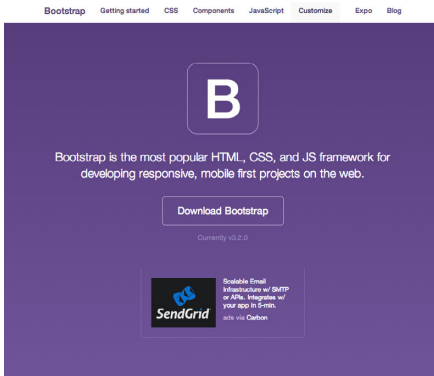 Bootstrap Getting started CSS Components JavaScript Customize Expo Blog
B
Bootstrap is the most popular HTML, CSS, and JS framework for
developing responsive, mobile first projects on the web.
Download Bootstrap
Currently v3.2.0
SendGrid
Scalable Email
Infrastructure w/ SMTP
or APIs. Integrates w/
your app in 5-min.
ads via Carbon